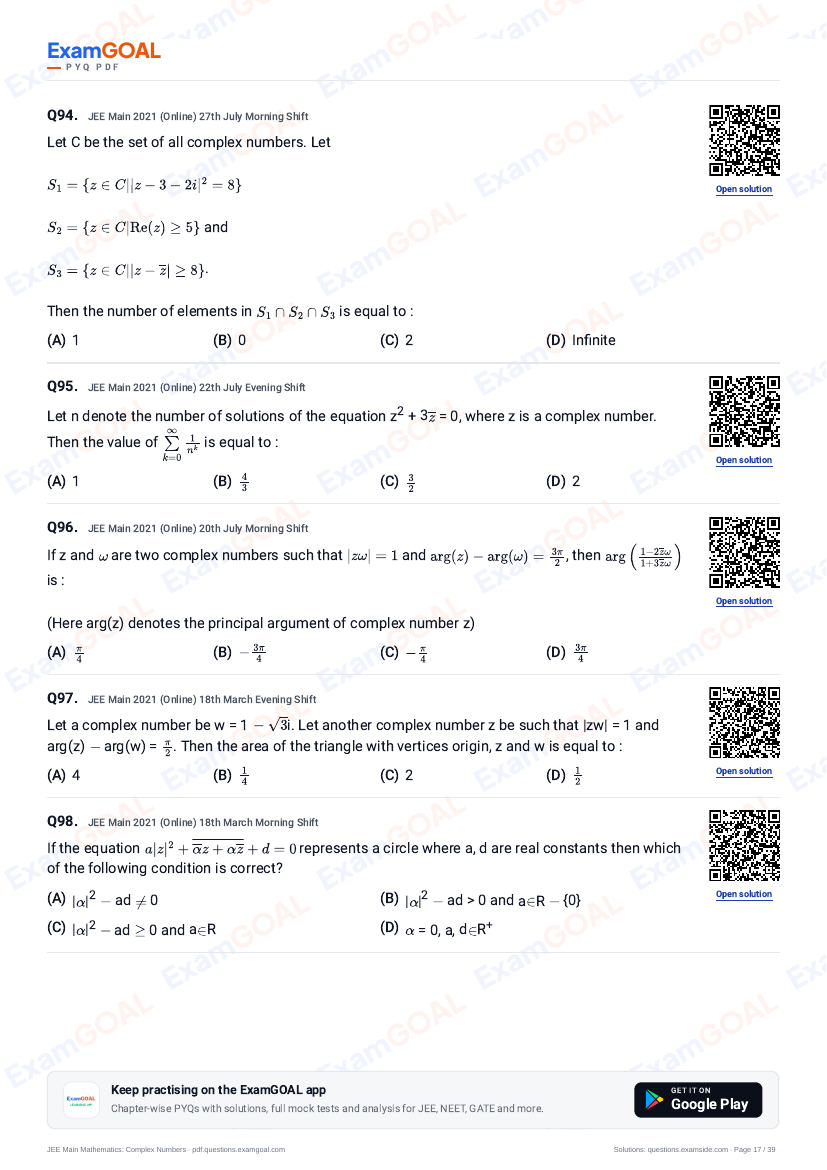 ExamGOAL
PYQ PDF
Q94. JEE Main 2021 (Online) 27th July Morning Shift
Let C be the set of all complex numbers. Let
S₁ = {z ∈ C||z − 3 − 2i|² = 8}
S₂ = {z ∈ C|Re(z) ≥ 5} and
S₃ = {z ∈ C||z − z̅| ≥ 8}.
Then the number of elements in S₁ ∩ S₂ ∩ S₃ is equal to :
(A) 1 (B) 0 (C) 2 (D) Infinite
Open solution
Q95. JEE Main 2021 (Online) 22th July Evening Shift
Let n denote the number of solutions of the equation z² + 3z̅ = 0, where z is a complex number.
Then the value of ∑_{k=0}^{∞} 1/n^k is equal to :
(A) 1 (B) 4/3 (C) 3/2 (D) 2
Open solution
Q96. JEE Main 2021 (Online) 20th July Morning Shift
If z and ω are two complex numbers such that |zω| = 1 and arg(z) − arg(ω) = 3π/2, then arg ((1−2z̅ω)/(1+3z̅ω))
is :
(Here arg(z) denotes the principal argument of complex number z)
(A) π/4 (B) −3π/4 (C) −π/4 (D) 3π/4
Open solution
Q97. JEE Main 2021 (Online) 18th March Evening Shift
Let a complex number be w = 1 − √3i. Let another complex number z be such that |zw| = 1 and
arg(z) − arg(w) = π/2. Then the area of the triangle with vertices origin, z and w is equal to :
(A) 4 (B) 1/4 (C) 2 (D) 1/2
Open solution
Q98. JEE Main 2021 (Online) 18th March Morning Shift
If the equation a|z|² + \overline{\overline{α}z + α\overline{z}} + d = 0 represents a circle where a, d are real constants then which
of the following condition is correct?
(A) |α|² − ad ≠ 0 (B) |α|² − ad > 0 and a∈R − {0}
(C) |α|² − ad ≥ 0 and a∈R (D) α = 0, a, d∈R⁺
Open solution
Keep practising on the ExamGOAL app
Chapter-wise PYQs with solutions, full mock tests and analysis for JEE, NEET, GATE and more.
GET IT ON
Google Play
JEE Main Mathematics: Complex Numbers · pdf.questions.examgoal.com
Solutions: questions.examside.com · Page 17 / 39